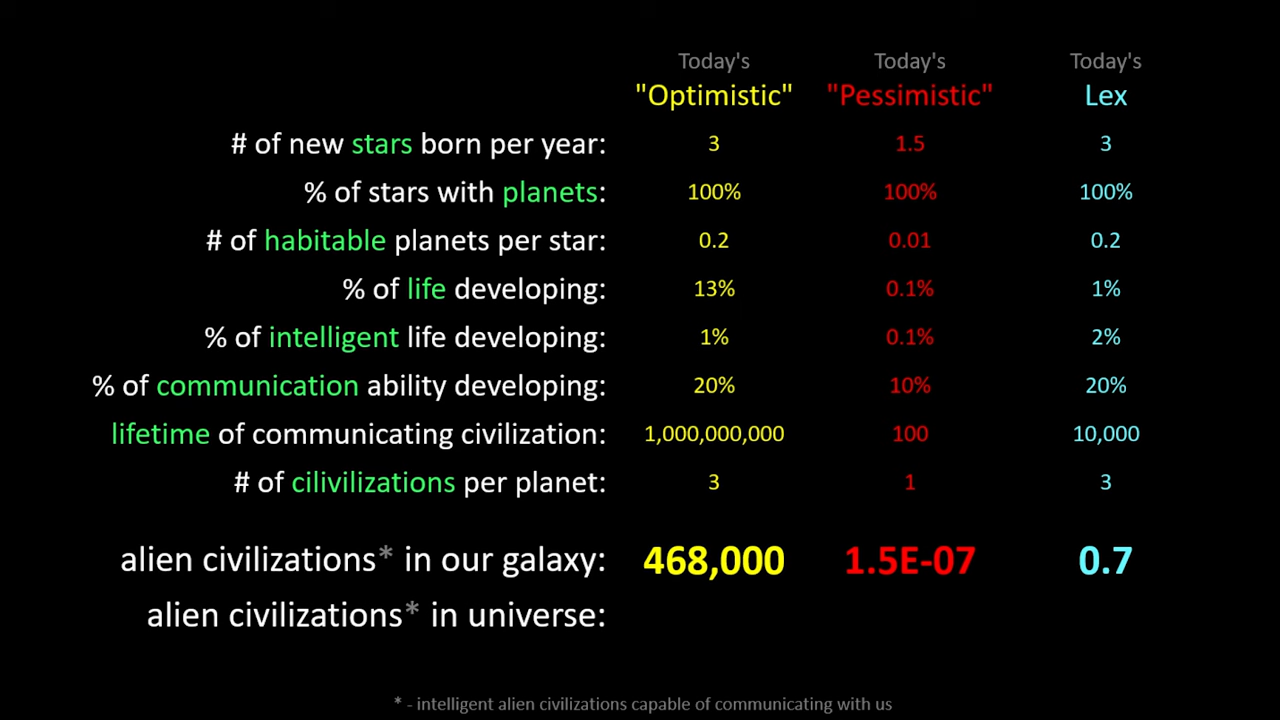 Today's Today's Today's
"Optimistic" "Pessimistic" Lex
# of new stars born per year: 3 1.5 3
% of stars with planets: 100% 100% 100%
# of habitable planets per star: 0.2 0.01 0.2
% of life developing: 13% 0.1% 1%
% of intelligent life developing: 1% 0.1% 2%
% of communication ability developing: 20% 10% 20%
lifetime of communicating civilization: 1,000,000,000 100 10,000
# of cilivilizations per planet: 3 1 3
alien civilizations* in our galaxy: 468,000 1.5E-07 0.7
alien civilizations* in universe:
* - intelligent alien civilizations capable of communicating with us